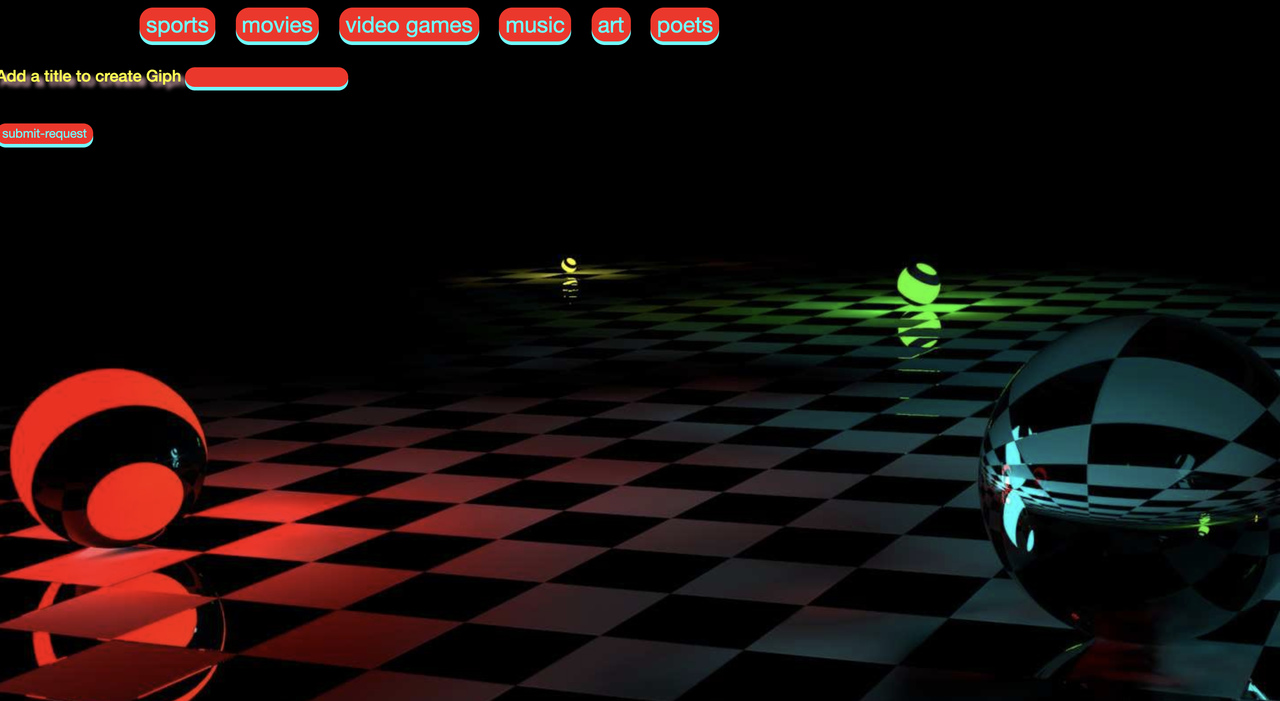 sports movies video games music art poets
Add a title to create Giph
submit-request